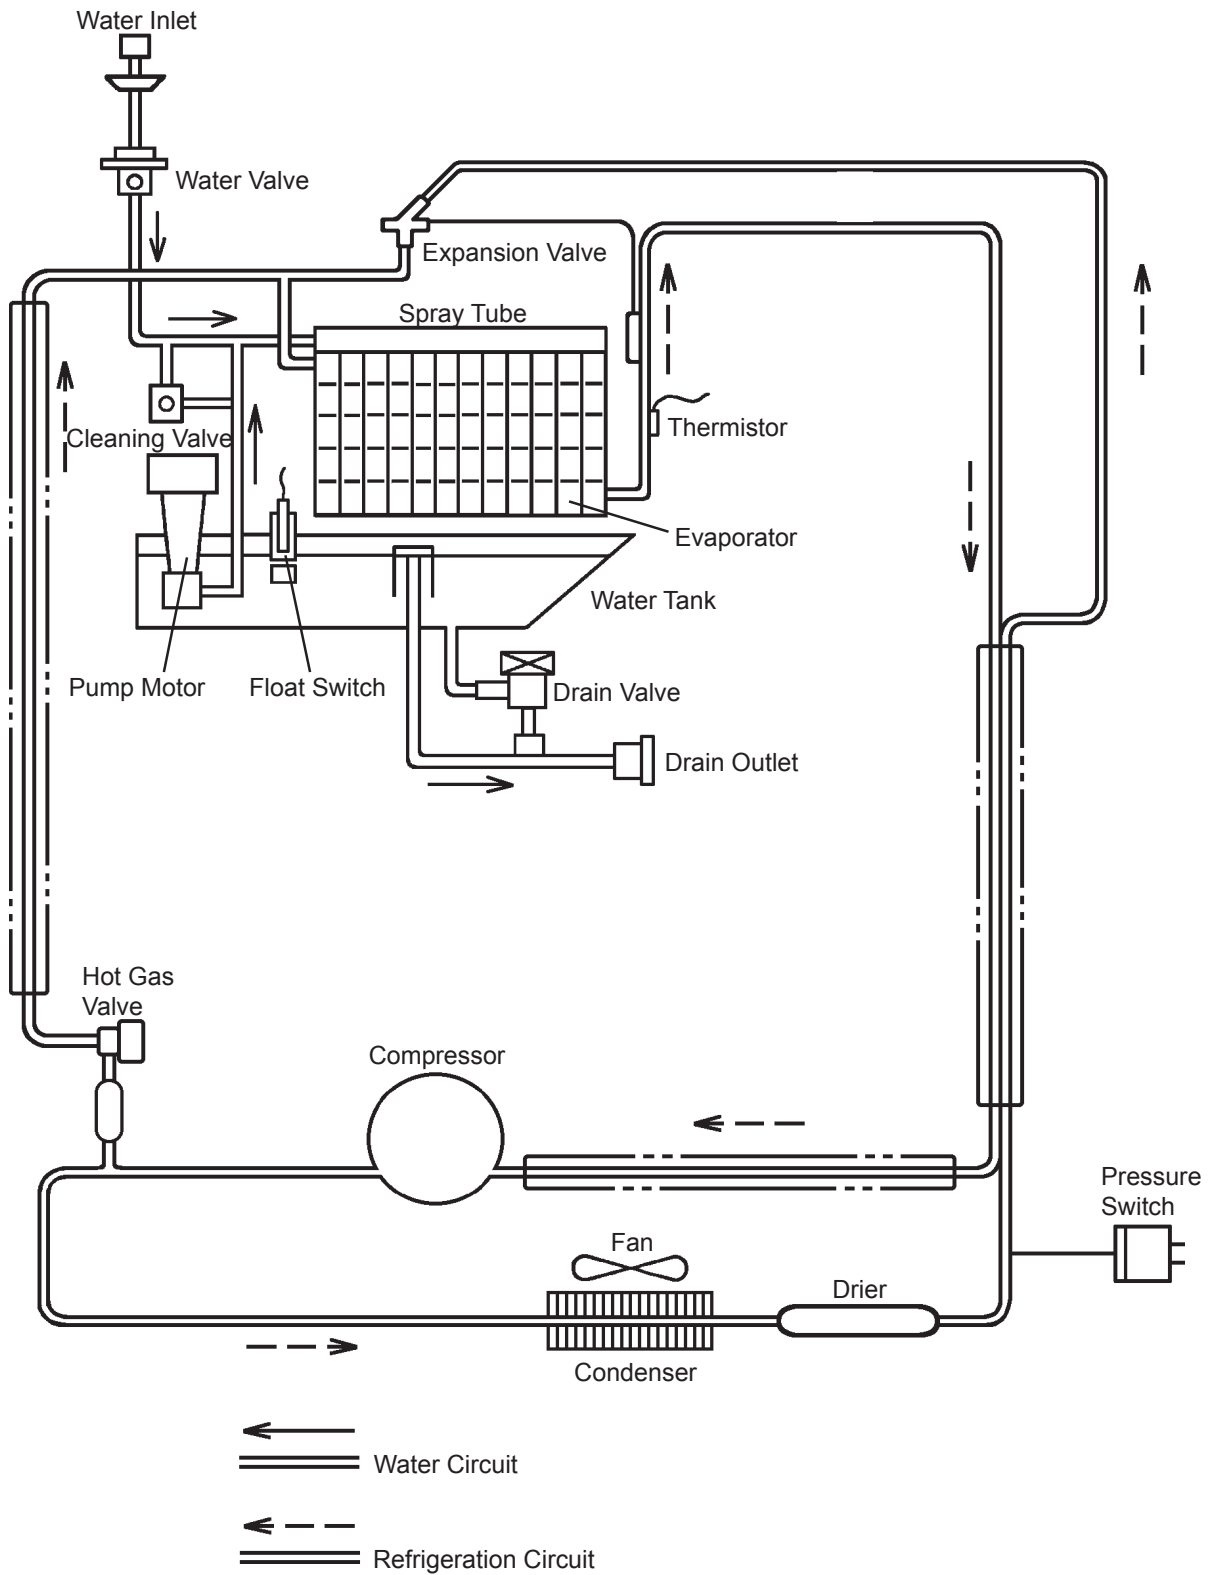 Water Inlet
Water Valve
Expansion Valve
Spray Tube
Thermistor
Cleaning Valve
Evaporator
Water Tank
Pump Motor
Float Switch
Drain Valve
Drain Outlet
Hot Gas
Valve
Compressor
Pressure
Switch
Fan
Drier
Condenser
Water Circuit
Refrigeration Circuit